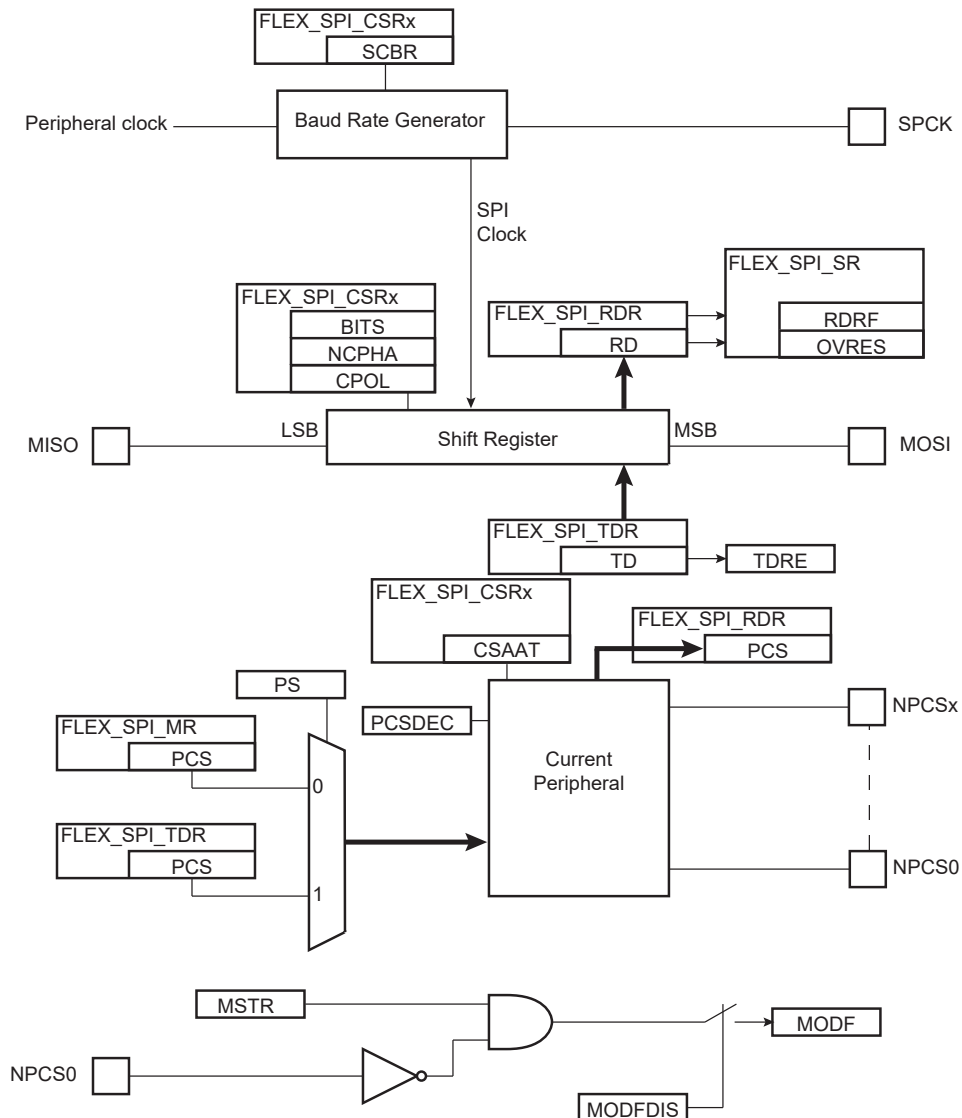 FLEX_SPI_CSRx
SCBR
Peripheral clock
Baud Rate Generator
SPCK
SPI
Clock
FLEX_SPI_SR
FLEX_SPI_CSRx
FLEX_SPI_RDR
BITS
RDRF
NCPHA
RD
OVRES
CPOL
LSB
MSB
MISO
Shift Register
MOSI
FLEX_SPI_TDR
TD
TDRE
FLEX_SPI_CSRx
FLEX_SPI_RDR
CSAAT
PCS
PS
NPCSx
FLEX_SPI_MR
PCSDEC
PCS
Current
Peripheral
0
FLEX_SPI_TDR
PCS
NPCS0
1
MSTR
MODF
NPCS0
MODFDIS